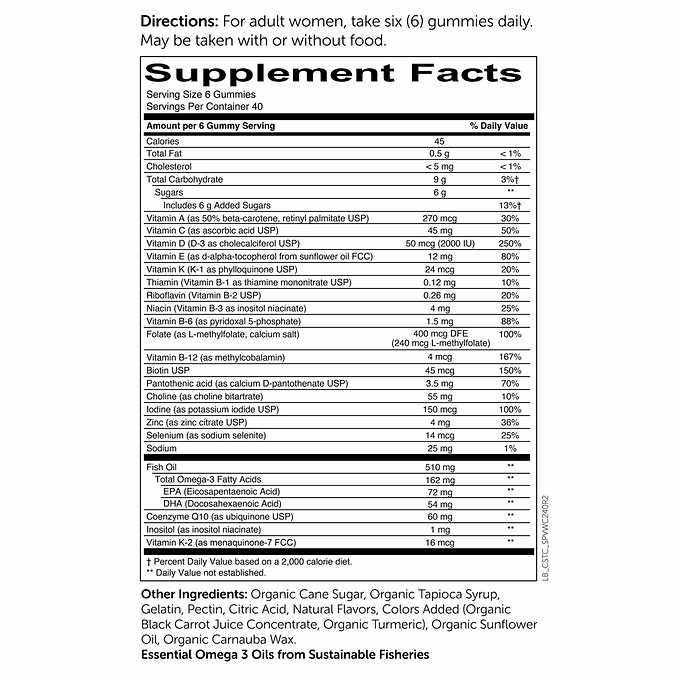 Directions: For adult women, take six (6) gummies daily.
May be taken with or without food.
Supplement Facts
Serving Size 6 Gummies
Servings Per Container 40
Amount per 6 Gummy Serving % Daily Value
Calories 45
Total Fat 0.5 g <1%
Cholesterol <5 mg <1%
Total Carbohydrate 9 g 3%†
Sugars 6 g **
Includes 6 g Added Sugars 13%†
Vitamin A (as 50% beta-carotene, retinyl palmitate USP) 270 mcg 30%
Vitamin C (as ascorbic acid USP) 45 mg 50%
Vitamin D (D-3 as cholecalciferol USP) 50 mcg (2000 IU) 250%
Vitamin E (as d-alpha-tocopherol from sunflower oil FCC) 12 mg 80%
Vitamin K (K-1 as phylloquinone USP) 24 mcg 20%
Thiamin (Vitamin B-1 as thiamine mononitrate USP) 0.12 mg 10%
Riboflavin (Vitamin B-2 USP) 0.26 mg 20%
Niacin (Vitamin B-3 as inositol niacinate) 4 mg 25%
Vitamin B-6 (as pyridoxal 5-phosphate) 1.5 mg 88%
Folate (as L-methylfolate, calcium salt) 400 mcg DFE 100%
(240 mcg L-methylfolate)
Vitamin B-12 (as methylcobalamin) 4 mcg 167%
Biotin USP 45 mcg 150%
Pantothenic acid (as calcium D-pantothenate USP) 3.5 mg 70%
Choline (as choline bitartrate) 55 mg 10%
Iodine (as potassium iodide USP) 150 mcg 100%
Zinc (as zinc citrate USP) 4 mg 36%
Selenium (as sodium selenite) 14 mcg 25%
Sodium 25 mg 1%
Fish Oil 510 mg **
Total Omega-3 Fatty Acids 162 mg **
EPA (Eicosapentaenoic Acid) 72 mg **
DHA (Docosahexaenoic Acid) 54 mg **
Coenzyme Q10 (as ubiquinone USP) 60 mg **
Inositol (as inositol niacinate) 1 mg **
Vitamin K-2 (as menaquinone-7 FCC) 16 mcg **
† Percent Daily Value based on a 2,000 calorie diet.
** Daily Value not established.
LB_CSTC_SPVWC240R2
Other Ingredients: Organic Cane Sugar, Organic Tapioca Syrup,
Gelatin, Pectin, Citric Acid, Natural Flavors, Colors Added (Organic
Black Carrot Juice Concentrate, Organic Turmeric), Organic Sunflower
Oil, Organic Carnauba Wax.
Essential Omega 3 Oils from Sustainable Fisheries